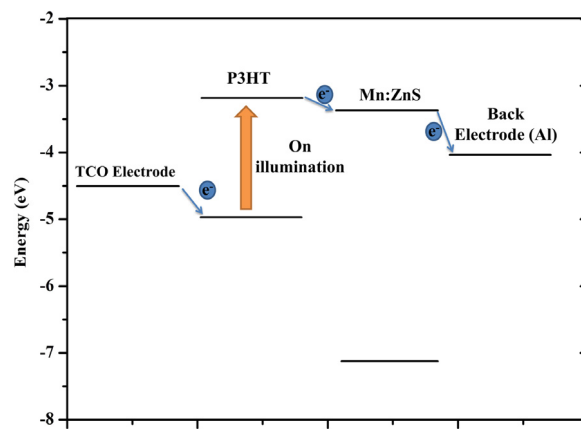 -2
-3
-4
-5
-6
-7
-8
Energy (eV)
P3HT
e-
Mn:ZnS
Back
Electrode (Al)
e-
On
illumination
TCO Electrode
e-